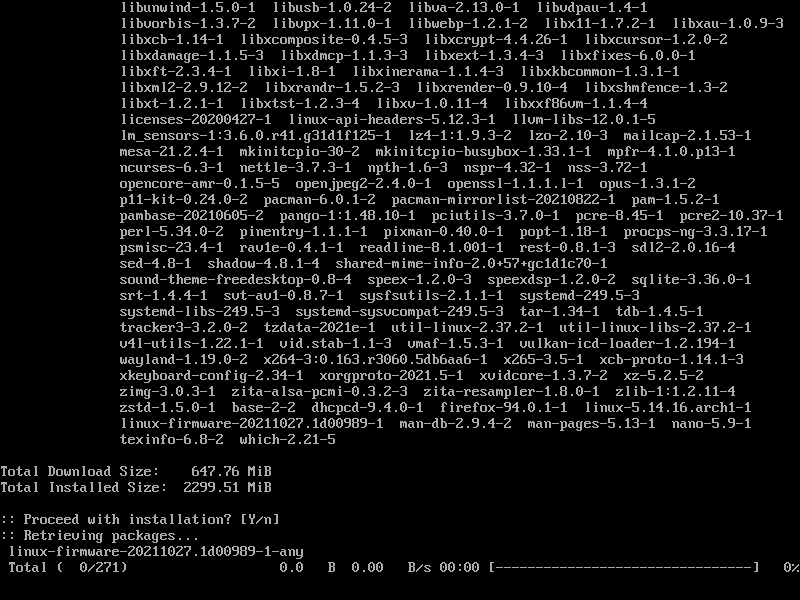 libunwind-1.5.0-1 libusb-1.0.24-2 libva-2.13.0-1 libvdpau-1.4-1
libvorbis-1.3.7-2 libvpx-1.11.0-1 libwebp-1.2.1-2 libx11-1.7.2-1 libxau-1.0.9-3
libxcb-1.14-1 libxcomposite-0.4.5-3 libxcrypt-4.4.26-1 libxcursor-1.2.0-2
libxdamage-1.1.5-3 libxdmcp-1.1.3-3 libxext-1.3.4-3 libxfixes-6.0.0-1
libxft-2.3.4-1 libxi-1.8-1 libxinerama-1.1.4-3 libxkbcommon-1.3.1-1
libxml2-2.9.12-2 libxrandr-1.5.2-3 libxrender-0.9.10-4 libxshmfence-1.3-2
libxt-1.2.1-1 libxtst-1.2.3-4 libxv-1.0.11-4 libxxf86vm-1.1.4-4
licenses-20200427-1 linux-api-headers-5.12.3-1 llvm-libs-12.0.1-5
lm_sensors-1:3.6.0.r41.g31d1f125-1 lz4-1:1.9.3-2 lzo-2.10-3 mailcap-2.1.53-1
mesa-21.2.4-1 mkinitcpio-30-2 mkinitcpio-busybox-1.33.1-1 mpfr-4.1.0.p13-1
ncurses-6.3-1 nettle-3.7.3-1 npth-1.6-3 nspr-4.32-1 nss-3.72-1
opencore-amr-0.1.5-5 openjpeg2-2.4.0-1 openssl-1.1.1.l-1 opus-1.3.1-2
p11-kit-0.24.0-2 pacman-6.0.1-2 pacman-mirrorlist-20210822-1 pam-1.5.2-1
pambase-20210605-2 pango-1:1.48.10-1 pciutils-3.7.0-1 pcre-8.45-1 pcre2-10.37-1
perl-5.34.0-2 pinentry-1.1.1-1 pixman-0.40.0-1 popt-1.18-1 procps-ng-3.3.17-1
psmisc-23.4-1 rav1e-0.4.1-1 readline-8.1.001-1 rest-0.8.1-3 sdl2-2.0.16-4
sed-4.8-1 shadow-4.8.1-4 shared-mime-info-2.0+57+gc1d1c70-1
sound-theme-freedesktop-0.8-4 speex-1.2.0-3 speexdsp-1.2.0-2 sqlite-3.36.0-1
srt-1.4.4-1 svt-av1-0.8.7-1 sysfsutils-2.1.1-1 systemd-249.5-3
systemd-libs-249.5-3 systemd-sysvcompat-249.5-3 tar-1.34-1 tdb-1.4.5-1
tracker3-3.2.0-2 tzdata-2021e-1 util-linux-2.37.2-1 util-linux-libs-2.37.2-1
v4l-utils-1.22.1-1 vid.stab-1.1-3 vmaf-1.5.3-1 vulkan-icd-loader-1.2.194-1
wayland-1.19.0-2 x264-3:0.163.r3060.5db6aa6-1 x265-3.5-1 xcb-proto-1.14.1-3
xkeyboard-config-2.34-1 xorgproto-2021.5-1 xvidcore-1.3.7-2 xz-5.2.5-2
zimg-3.0.3-1 zita-alsa-pcmi-0.3.2-3 zita-resampler-1.8.0-1 zlib-1:1.2.11-4
zstd-1.5.0-1 base-2-2 dhcpcd-9.4.0-1 firefox-94.0.1-1 linux-5.14.16.arch1-1
linux-firmware-20211027.1d00989-1 man-db-2.9.4-2 man-pages-5.13-1 nano-5.9-1
texinfo-6.8-2 which-2.21-5
Total Download Size: 647.76 MiB
Total Installed Size: 2299.51 MiB
:: Proceed with installation? [Y/n]
:: Retrieving packages...
linux-firmware-20211027.1d00989-1-any
Total ( 0/271) 0.0 B 0.00 B/s 00:00 [--------------------------------] 0%